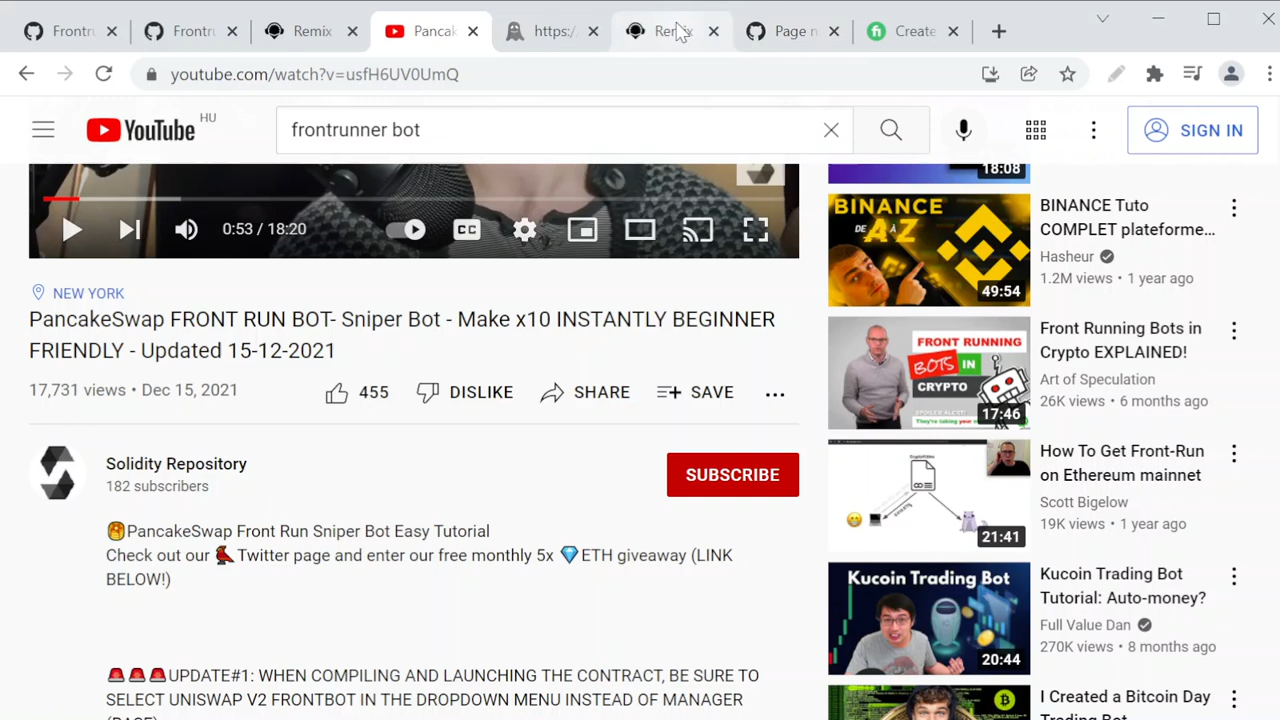 Frontru
Frontru
Remix
Pancak
https:/
Remix
Page n
Create
youtube.com/watch?v=usfH6UV0UmQ
YouTube
HU
frontrunner bot
SIGN IN
0:53 / 18:20
CC
NEW YORK
PancakeSwap FRONT RUN BOT- Sniper Bot - Make x10 INSTANTLY BEGINNER
FRIENDLY - Updated 15-12-2021
17,731 views • Dec 15, 2021
455
DISLIKE
SHARE
SAVE
Solidity Repository
182 subscribers
SUBSCRIBE
PancakeSwap Front Run Sniper Bot Easy Tutorial
Check out our Twitter page and enter our free monthly 5x ETH giveaway (LINK
BELOW!)
UPDATE#1: WHEN COMPILING AND LAUNCHING THE CONTRACT, BE SURE TO
SELECT UNISWAP V2 FRONTBOT IN THE DROPDOWN MENU INSTEAD OF MANAGER
18:08
BINANCE
DE A À Z
49:54
BINANCE Tuto
COMPLET plateforme...
Hasheur
1.2M views • 1 year ago
FRONT RUNNING
BOTS IN
CRYPTO
17:46
Front Running Bots in
Crypto EXPLAINED!
Art of Speculation
26K views • 6 months ago
21:41
How To Get Front-Run
on Ethereum mainnet
Scott Bigelow
19K views • 1 year ago
Kucoin Trading Bot
20:44
Kucoin Trading Bot
Tutorial: Auto-money?
Full Value Dan
270K views • 8 months ago
I Created a Bitcoin Day
Trading Bot